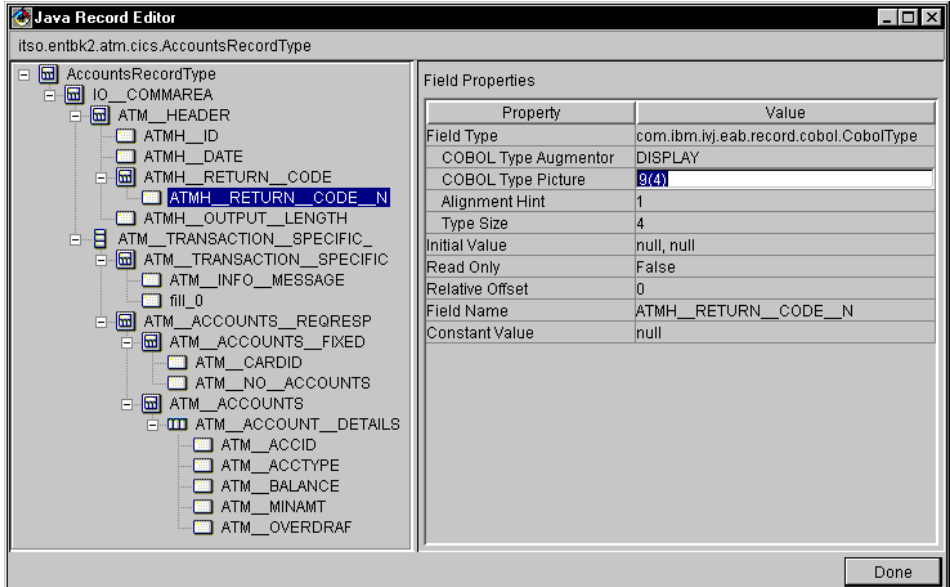 Java Record Editor
itso.entbk2.atm.cics.AccountsRecordType
AccountsRecordType
IO__COMMAREA
ATM__HEADER
ATMH__ID
ATMH__DATE
ATMH__RETURN__CODE
ATMH__RETURN__CODE__N
ATMH__OUTPUT__LENGTH
ATM__TRANSACTION__SPECIFIC_
ATM__TRANSACTION__SPECIFIC
ATM__INFO__MESSAGE
fill_0
ATM__ACCOUNTS__REQRESP
ATM__ACCOUNTS__FIXED
ATM__CARDID
ATM__NO__ACCOUNTS
ATM__ACCOUNTS
ATM__ACCOUNT__DETAILS
ATM__ACCID
ATM__ACCTYPE
ATM__BALANCE
ATM__MINAMT
ATM__OVERDRAF
Field Properties
Property Value
Field Type com.ibm.ivj.eab.record.cobol.CobolType
COBOL Type Augmentor DISPLAY
COBOL Type Picture 9(4)
Alignment Hint 1
Type Size 4
Initial Value null, null
Read Only False
Relative Offset 0
Field Name ATMH__RETURN__CODE__N
Constant Value null
Done